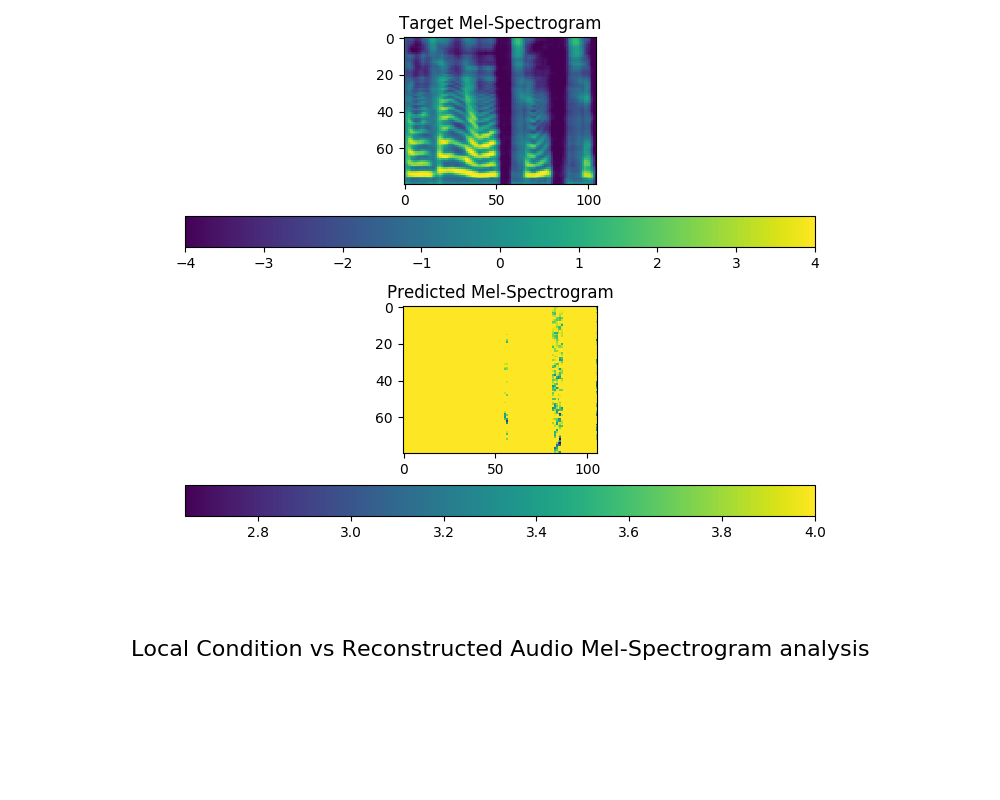 Target Mel-Spectrogram
0
20
40
60
0 50 100
−4 −3 −2 −1 0 1 2 3 4
Predicted Mel-Spectrogram
0
20
40
60
0 50 100
2.8 3.0 3.2 3.4 3.6 3.8 4.0
Local Condition vs Reconstructed Audio Mel-Spectrogram analysis